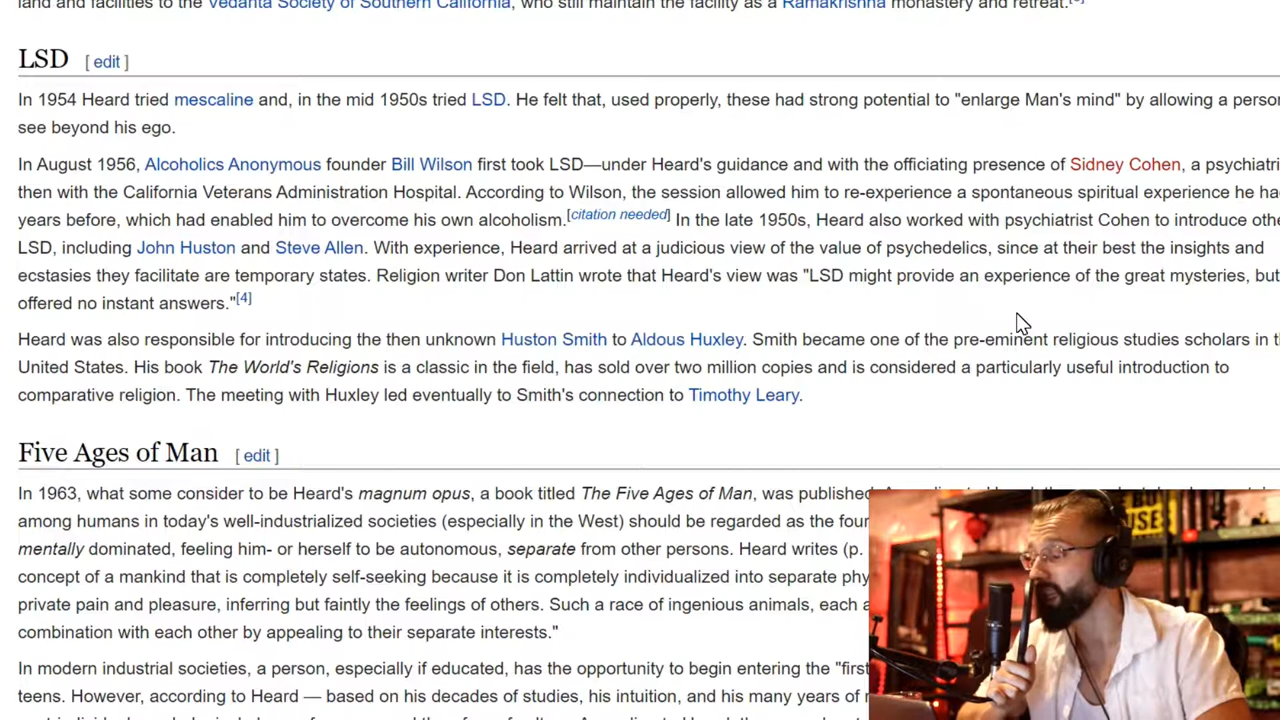 land and facilities to the Vedanta Society of Southern California, who still maintain the facility as a Ramakrishna monastery and retreat.
LSD [ edit ]
In 1954 Heard tried mescaline and, in the mid 1950s tried LSD. He felt that, used properly, these had strong potential to "enlarge Man's mind" by allowing a person
see beyond his ego.
In August 1956, Alcoholics Anonymous founder Bill Wilson first took LSD—under Heard's guidance and with the officiating presence of Sidney Cohen, a psychiatri
then with the California Veterans Administration Hospital. According to Wilson, the session allowed him to re-experience a spontaneous spiritual experience he ha
years before, which had enabled him to overcome his own alcoholism.[citation needed] In the late 1950s, Heard also worked with psychiatrist Cohen to introduce othe
LSD, including John Huston and Steve Allen. With experience, Heard arrived at a judicious view of the value of psychedelics, since at their best the insights and
ecstasies they facilitate are temporary states. Religion writer Don Lattin wrote that Heard's view was "LSD might provide an experience of the great mysteries, but
offered no instant answers."[4]
Heard was also responsible for introducing the then unknown Huston Smith to Aldous Huxley. Smith became one of the pre-eminent religious studies scholars in th
United States. His book The World's Religions is a classic in the field, has sold over two million copies and is considered a particularly useful introduction to
comparative religion. The meeting with Huxley led eventually to Smith's connection to Timothy Leary.
Five Ages of Man [ edit ]
In 1963, what some consider to be Heard's magnum opus, a book titled The Five Ages of Man, was published
among humans in today's well-industrialized societies (especially in the West) should be regarded as the four
mentally dominated, feeling him- or herself to be autonomous, separate from other persons. Heard writes (p.
concept of a mankind that is completely self-seeking because it is completely individualized into separate phy
private pain and pleasure, inferring but faintly the feelings of others. Such a race of ingenious animals, each a
combination with each other by appealing to their separate interests."
In modern industrial societies, a person, especially if educated, has the opportunity to begin entering the "first
teens. However, according to Heard — based on his decades of studies, his intuition, and his many years of